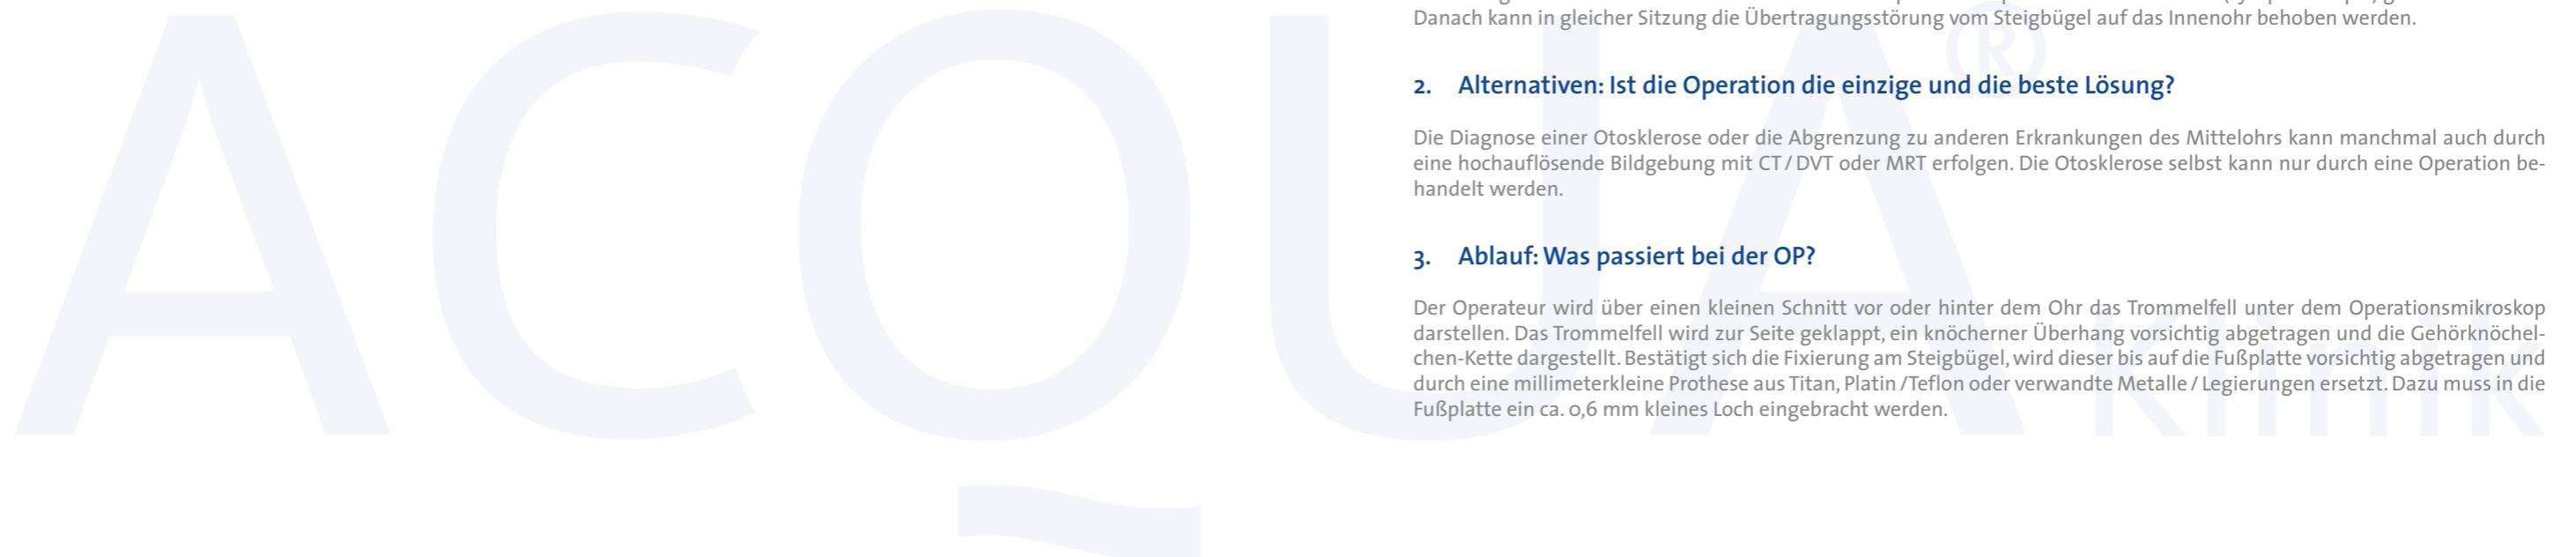 Danach kann in gleicher Sitzung die Übertragungsstörung vom Steigbügel auf das Innenohr behoben werden.
2. Alternativen: Ist die Operation die einzige und die beste Lösung?
Die Diagnose einer Otosklerose oder die Abgrenzung zu anderen Erkrankungen des Mittelohrs kann manchmal auch durch
eine hochauflösende Bildgebung mit CT / DVT oder MRT erfolgen. Die Otosklerose selbst kann nur durch eine Operation be-
handelt werden.
3. Ablauf: Was passiert bei der OP?
Der Operateur wird über einen kleinen Schnitt vor oder hinter dem Ohr das Trommelfell unter dem Operationsmikroskop
darstellen. Das Trommelfell wird zur Seite geklappt, ein knöcherner Überhang vorsichtig abgetragen und die Gehörknöchel-
chen-Kette dargestellt. Bestätigt sich die Fixierung am Steigbügel, wird dieser bis auf die Fußplatte vorsichtig abgetragen und
durch eine millimeterkleine Prothese aus Titan, Platin /Teflon oder verwandte Metalle / Legierungen ersetzt. Dazu muss in die
Fußplatte ein ca. 0,6 mm kleines Loch eingebracht werden.
ACQUA® Klinik